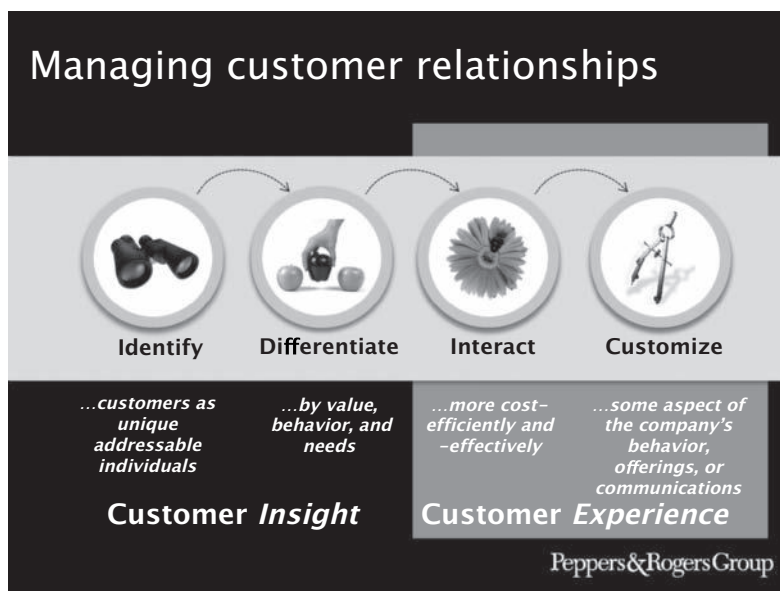 Managing customer relationships
Identify
Differentiate
Interact
Customize
...customers as
unique
addressable
individuals
...by value,
behavior, and
needs
...more cost-
efficiently and
-effectively
...some aspect of
the company's
behavior,
offerings, or
communications
Customer Insight
Customer Experience
Peppers&RogersGroup